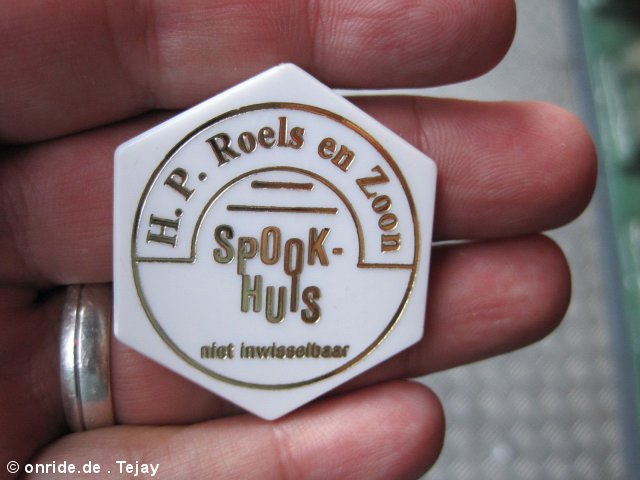 H. P. Roels en Zoon
SPOOK-
HUIS
niet inwisselbaar
© onride.de . Tejay